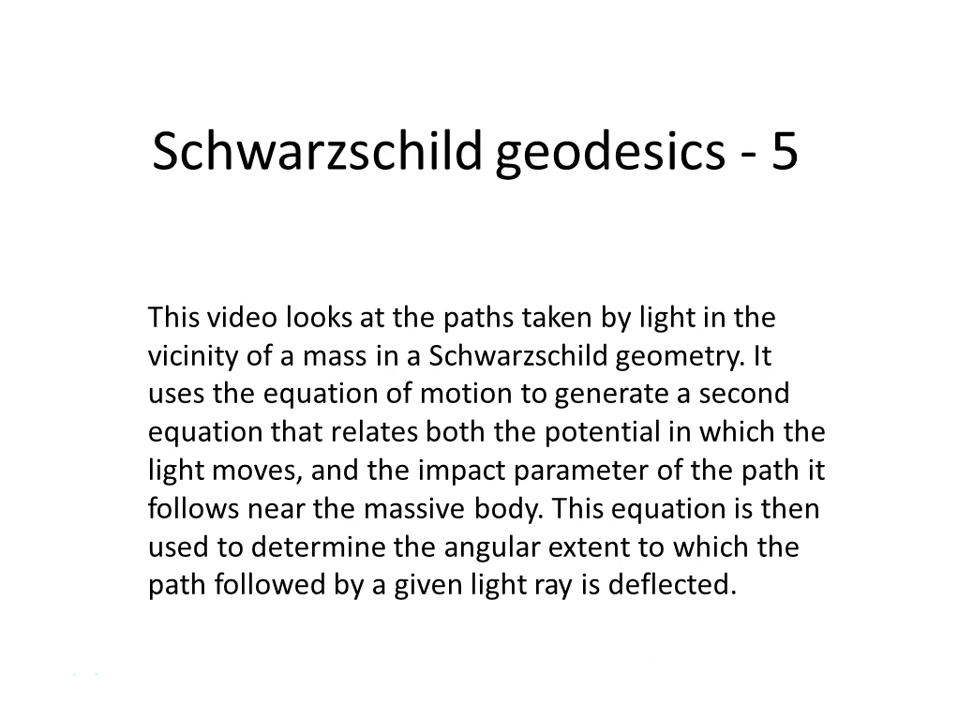 Schwarzschild geodesics - 5
This video looks at the paths taken by light in the
vicinity of a mass in a Schwarzschild geometry. It
uses the equation of motion to generate a second
equation that relates both the potential in which the
light moves, and the impact parameter of the path it
follows near the massive body. This equation is then
used to determine the angular extent to which the
path followed by a given light ray is deflected.